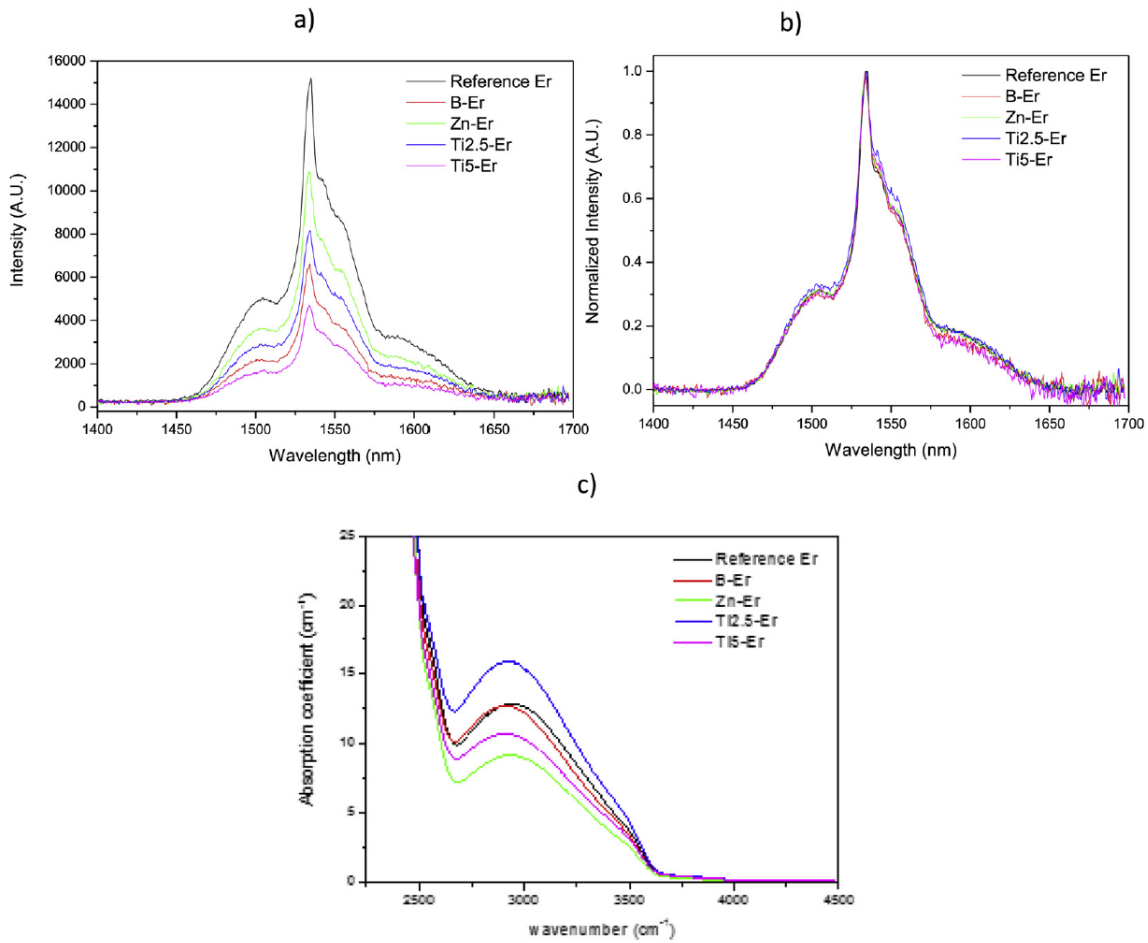 a)
16000
14000
12000
10000
8000
6000
4000
2000
0
Intensity (A.U.)
Reference Er
B-Er
Zn-Er
Ti2.5-Er
Ti5-Er
1400 1450 1500 1550 1600 1650 1700
Wavelength (nm)
b)
1.0
0.8
0.6
0.4
0.2
0.0
Normalized Intensity (A.U.)
Reference Er
B-Er
Zn-Er
Ti2.5-Er
Ti5-Er
1400 1450 1500 1550 1600 1650 1700
Wavelength (nm)
c)
25
20
15
10
5
0
Absorption coefficient (cm⁻¹)
Reference Er
B-Er
Zn-Er
Ti2.5-Er
Ti5-Er
2500 3000 3500 4000 4500
wavenumber (cm⁻¹)